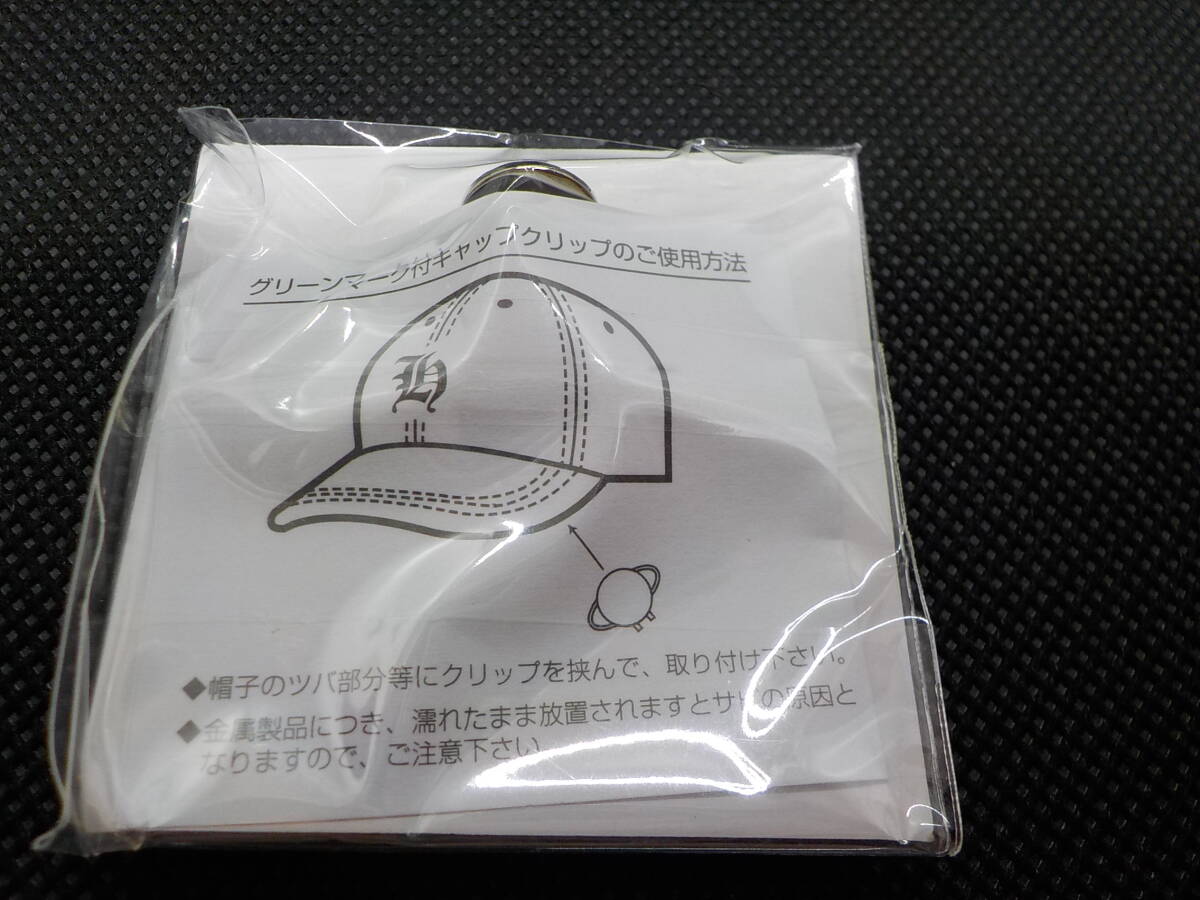 グリーンマーク付キャップクリップのご使用方法
H
◆帽子のツバ部分等にクリップを挟んで、取り付け下さい。
◆金属製品につき、濡れたまま放置されますとサビの原因と
なりますので、ご注意下さい